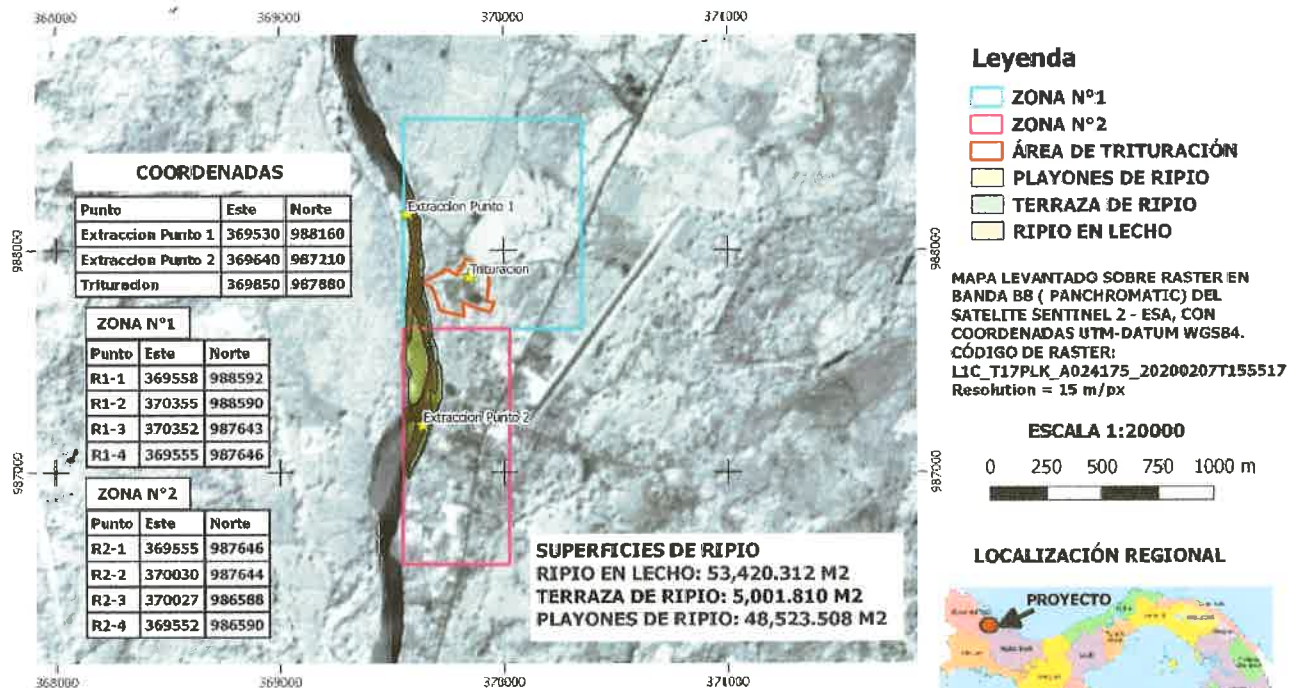 368000 369000 370000 371000
988000
987000
COORDENADAS
Punto Este Norte
Extraccion Punto 1 369530 988160
Extraccion Punto 2 369640 987210
Trituracion 369850 987880
ZONA N°1
Punto Este Norte
R1-1 369558 988592
R1-2 370355 988590
R1-3 370352 987643
R1-4 369555 987646
ZONA N°2
Punto Este Norte
R2-1 369555 987646
R2-2 370030 987644
R2-3 370027 986588
R2-4 369552 986590
Extraccion Punto 1
Trituracion
Extraccion Punto 2
SUPERFICIES DE RIPIO
RIPIO EN LECHO: 53,420.312 M2
TERRAZA DE RIPIO: 5,001.810 M2
PLAYONES DE RIPIO: 48,523.508 M2
988000
987000
368000 369000 370000 371000
Leyenda
ZONA N°1
ZONA N°2
ÁREA DE TRITURACIÓN
PLAYONES DE RIPIO
TERRAZA DE RIPIO
RIPIO EN LECHO
MAPA LEVANTADO SOBRE RASTER EN
BANDA B8 ( PANCHROMATIC) DEL
SATELITE SENTINEL 2 - ESA, CON
COORDENADAS UTM-DATUM WGS84.
CÓDIGO DE RASTER:
L1C_T17PLK_A024175_20200207T155517
Resolution = 15 m/px
ESCALA 1:20000
0 250 500 750 1000 m
LOCALIZACIÓN REGIONAL
PROYECTO